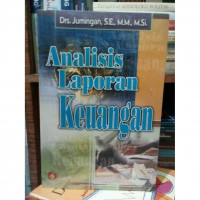 Drs. Jumingan, S.E., M.M., M.Si.
Analisis
Laporan
Keuangan